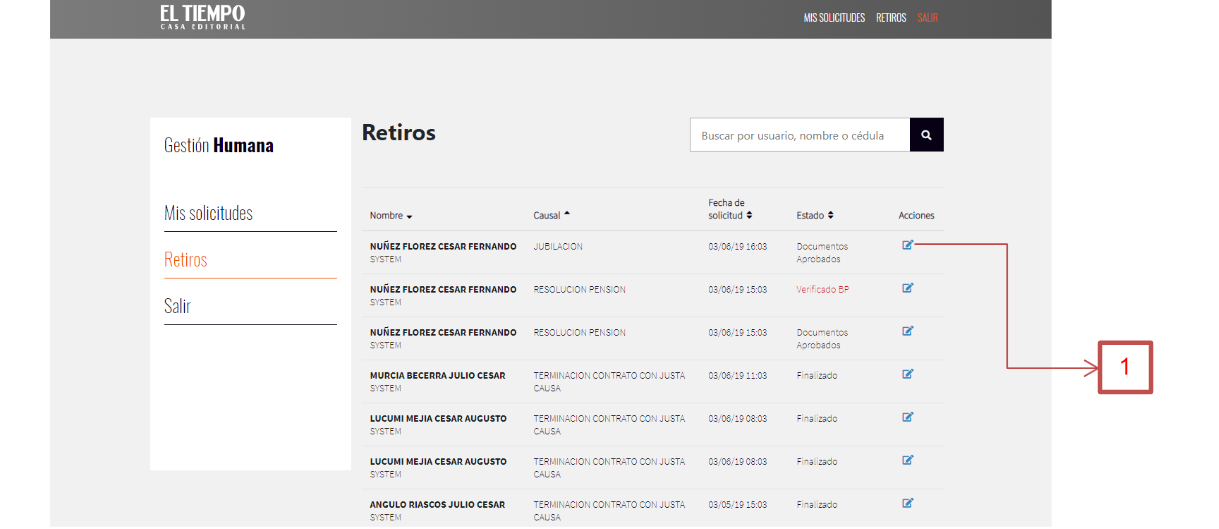 EL TIEMPO
CASA EDITORIAL
MIS SOLICITUDES RETIROS SALIR
Gestión Humana
Mis solicitudes
Retiros
Salir
Retiros
Buscar por usuario, nombre o cédula
Nombre Causal Fecha de solicitud Estado Acciones
NUÑEZ FLOREZ CESAR FERNANDO JUBILACION 03/06/19 16:03 Documentos
SYSTEM Aprobados
NUÑEZ FLOREZ CESAR FERNANDO RESOLUCION PENSION 03/06/19 15:03 Verificado BP
SYSTEM
NUÑEZ FLOREZ CESAR FERNANDO RESOLUCION PENSION 03/06/19 15:03 Documentos
SYSTEM Aprobados
MURCIA BECERRA JULIO CESAR TERMINACION CONTRATO CON JUSTA 03/06/19 11:03 Finalizado
SYSTEM CAUSA
LUCUMI MEJIA CESAR AUGUSTO TERMINACION CONTRATO CON JUSTA 03/06/19 08:03 Finalizado
SYSTEM CAUSA
LUCUMI MEJIA CESAR AUGUSTO TERMINACION CONTRATO CON JUSTA 03/06/19 08:03 Finalizado
SYSTEM CAUSA
ANGULO RIASCOS JULIO CESAR TERMINACION CONTRATO CON JUSTA 03/05/19 15:03 Finalizado
SYSTEM CAUSA
1